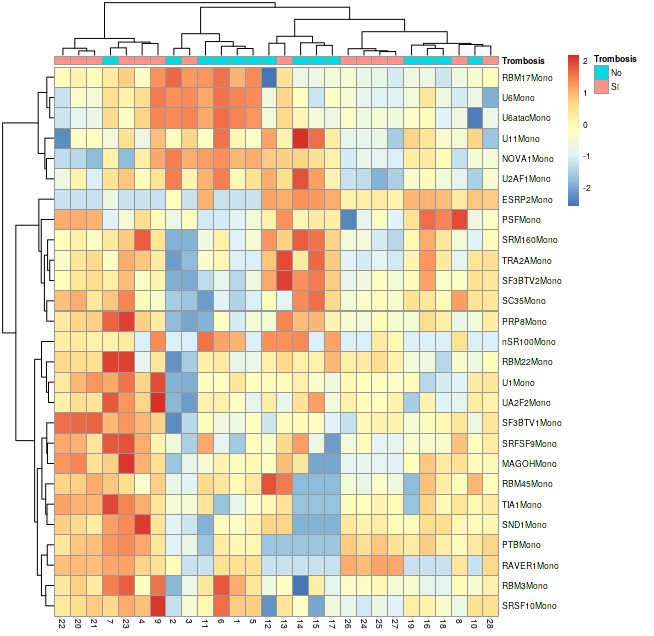 Trombosis
RBM17Mono
U6Mono
U6atacMono
U11Mono
NOVA1Mono
U2AF1Mono
ESRP2Mono
PSFMono
SRM160Mono
TRA2AMono
SF3BTV2Mono
SC35Mono
PRP8Mono
nSR100Mono
RBM22Mono
U1Mono
UA2F2Mono
SF3BTV1Mono
SRFSF9Mono
MAGOHMono
RBM45Mono
TIA1Mono
SND1Mono
PTBMono
RAVER1Mono
RBM3Mono
SRSF10Mono
22 20 21 7 23 4 9 2 3 11 6 1 5 12 13 14 15 17 26 24 25 27 19 16 18 8 10 28
2
1
0
-1
-2
Trombosis
No
SI